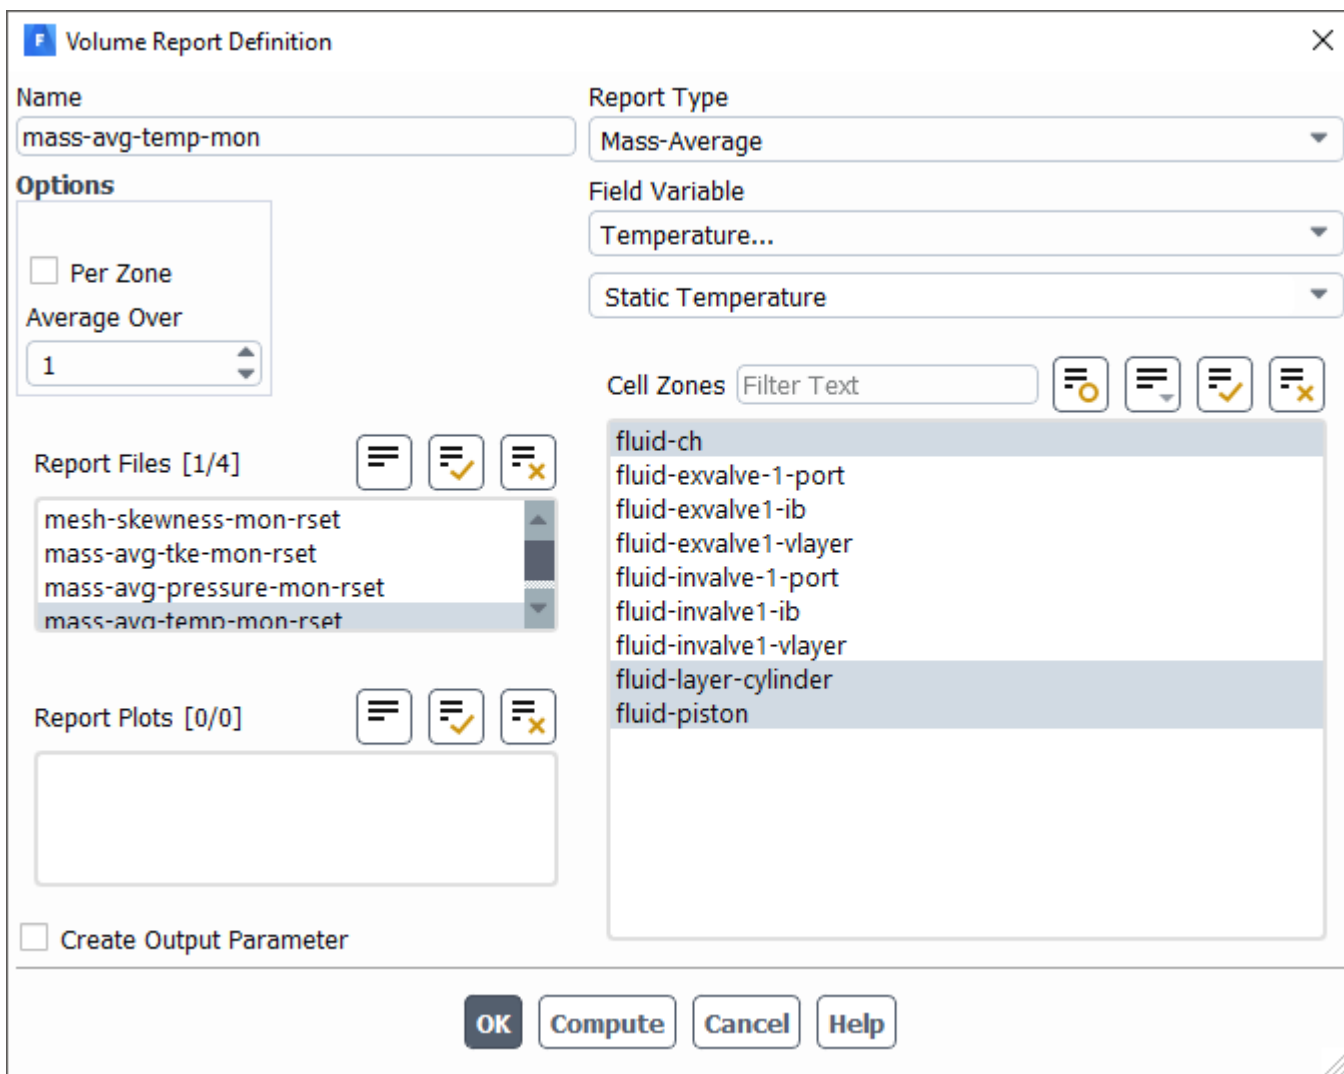 F Volume Report Definition
Name
mass-avg-temp-mon
Options
Per Zone
Average Over
1
Report Files [1/4]
mesh-skewness-mon-rset
mass-avg-tke-mon-rset
mass-avg-pressure-mon-rset
mass-avg-temp-mon-rset
Report Plots [0/0]
Create Output Parameter
Report Type
Mass-Average
Field Variable
Temperature...
Static Temperature
Cell Zones Filter Text
fluid-ch
fluid-exvalve-1-port
fluid-exvalve1-ib
fluid-exvalve1-vlayer
fluid-invalve-1-port
fluid-invalve1-ib
fluid-invalve1-vlayer
fluid-layer-cylinder
fluid-piston
OK Compute Cancel Help